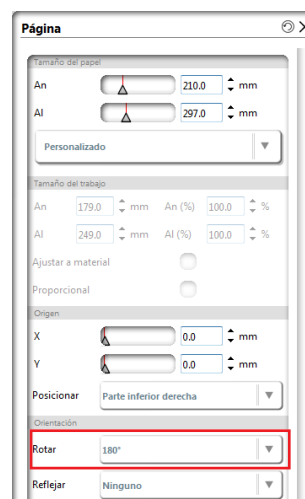 Página
Tamaño del papel
An 210.0 mm
Al 297.0 mm
Personalizado
Tamaño del trabajo
An 179.0 mm An (%) 100.0 %
Al 249.0 mm Al (%) 100.0 %
Ajustar a material
Proporcional
Origen
X 0.0 mm
Y 0.0 mm
Posicionar Parte inferior derecha
Orientación
Rotar 180°
Reflejar Ninguno